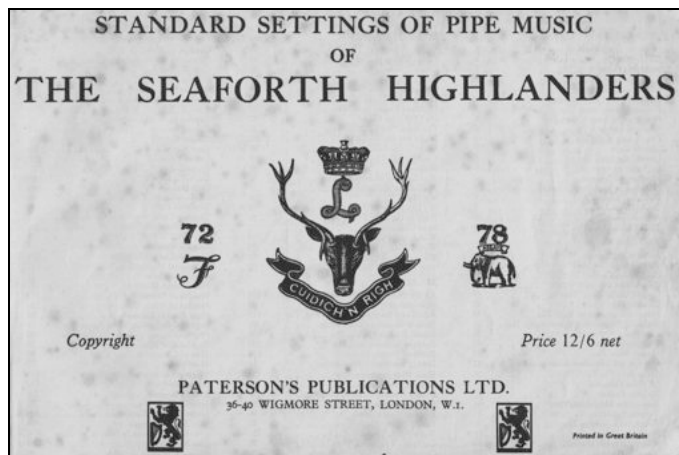 STANDARD SETTINGS OF PIPE MUSIC
OF
THE SEAFORTH HIGHLANDERS
L
72
F
78
CUIDICH 'N RIGH
Copyright
Price 12/6 net
PATERSON'S PUBLICATIONS LTD.
36-40 WIGMORE STREET, LONDON, W.1.
Printed in Great Britain